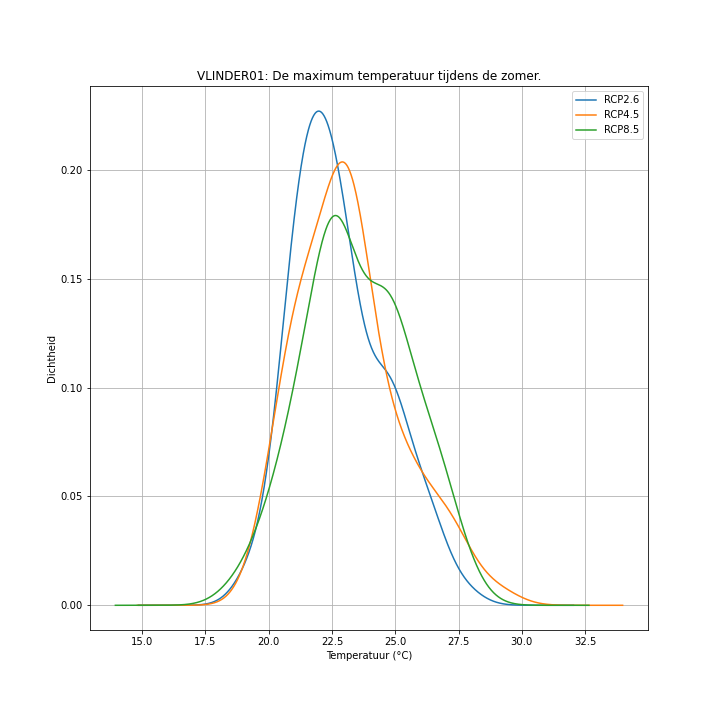 VLINDER01: De maximum temperatuur tijdens de zomer.
RCP2.6
RCP4.5
RCP8.5
Dichtheid
0.20
0.15
0.10
0.05
0.00
15.0 17.5 20.0 22.5 25.0 27.5 30.0 32.5
Temperatuur (°C)